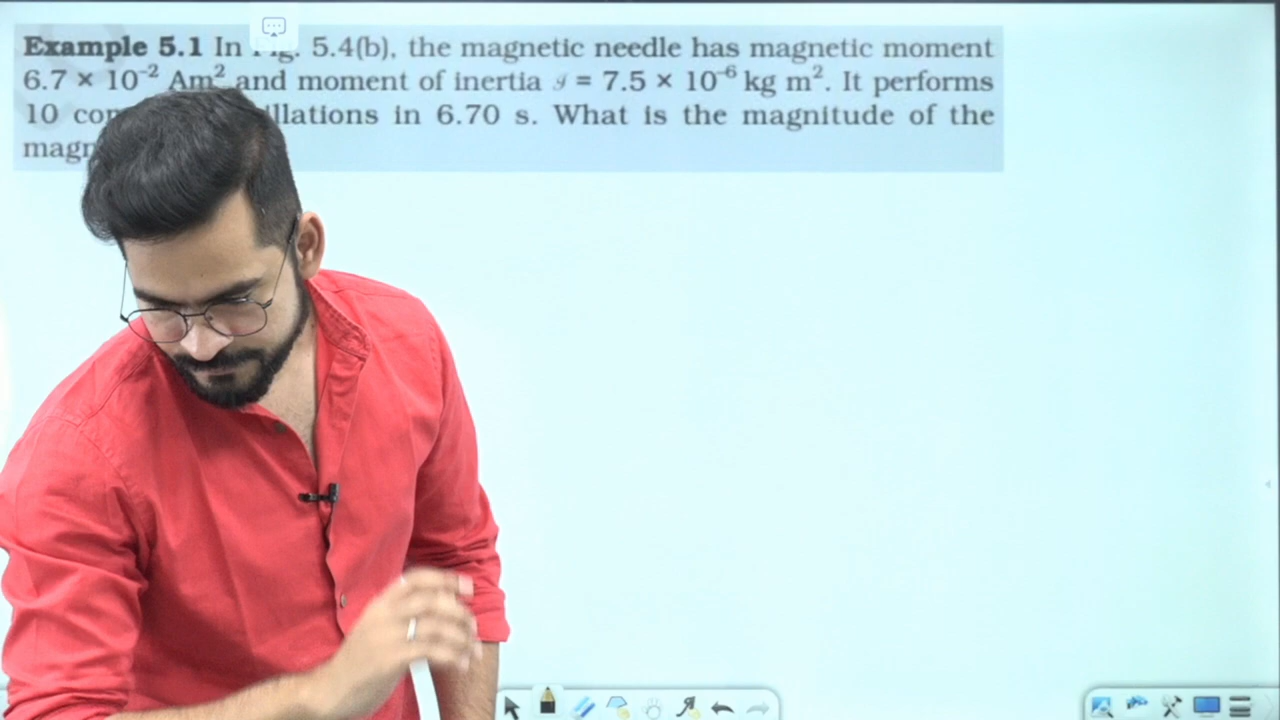 Example 5.1 In Fig. 5.4(b), the magnetic needle has magnetic moment
6.7 × 10⁻² Am² and moment of inertia ℐ = 7.5 × 10⁻⁶ kg m². It performs
10 illations in 6.70 s. What is the magnitude of the